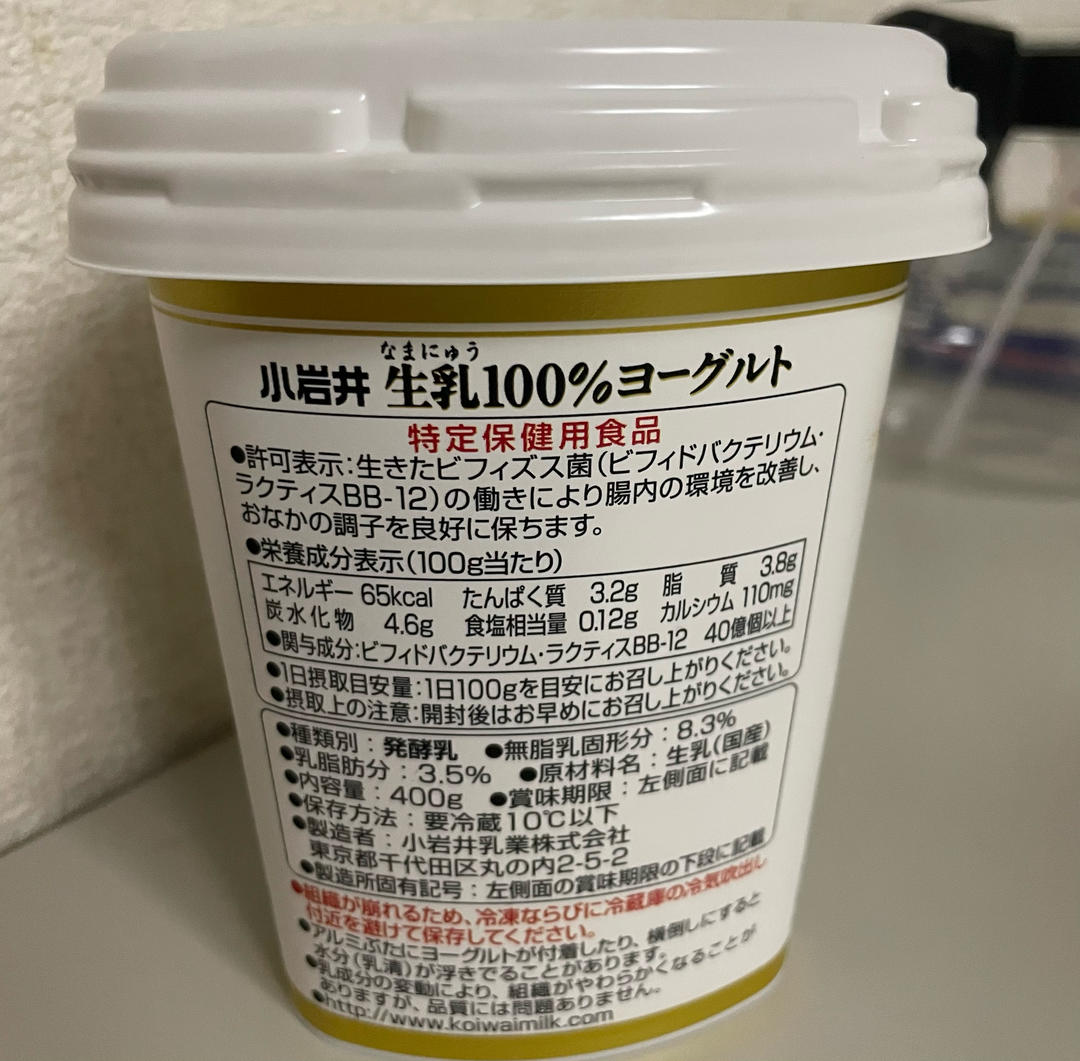 なまにゅう
小岩井 生乳100%ヨーグルト
特定保健用食品
●許可表示:生きたビフィズス菌(ビフィドバクテリウム・
ラクティスBB-12)の働きにより腸内の環境を改善し、
おなかの調子を良好に保ちます。
●栄養成分表示(100g当たり)
エネルギー 65kcal たんぱく質 3.2g 脂質 3.8g
炭水化物 4.6g 食塩相当量 0.12g カルシウム 110mg
●関与成分:ビフィドバクテリウム・ラクティスBB-12 40億個以上
●1日摂取目安量:1日100gを目安にお召し上がりください。
●摂取上の注意:開封後はお早めにお召し上がりください。
●種類別:発酵乳 ●無脂乳固形分:8.3%
●乳脂肪分:3.5% ●原材料名:生乳(国産)
●内容量:400g ●賞味期限:左側面に記載
●保存方法:要冷蔵10℃以下
●製造者:小岩井乳業株式会社
東京都千代田区丸の内2-5-2
●製造所固有記号:左側面の賞味期限の下段に記載
●組織が崩れるため、冷凍ならびに冷蔵庫の冷気吹出し
付近を避けて保存してください。
●アルミぶたにヨーグルトが付着したり、横倒しにすると
水分(乳清)が浮きでることがあります。
●乳成分の変動により、組織がやわらかくなることが
ありますが、品質には問題ありません。
●http://www.koiwaimilk.com